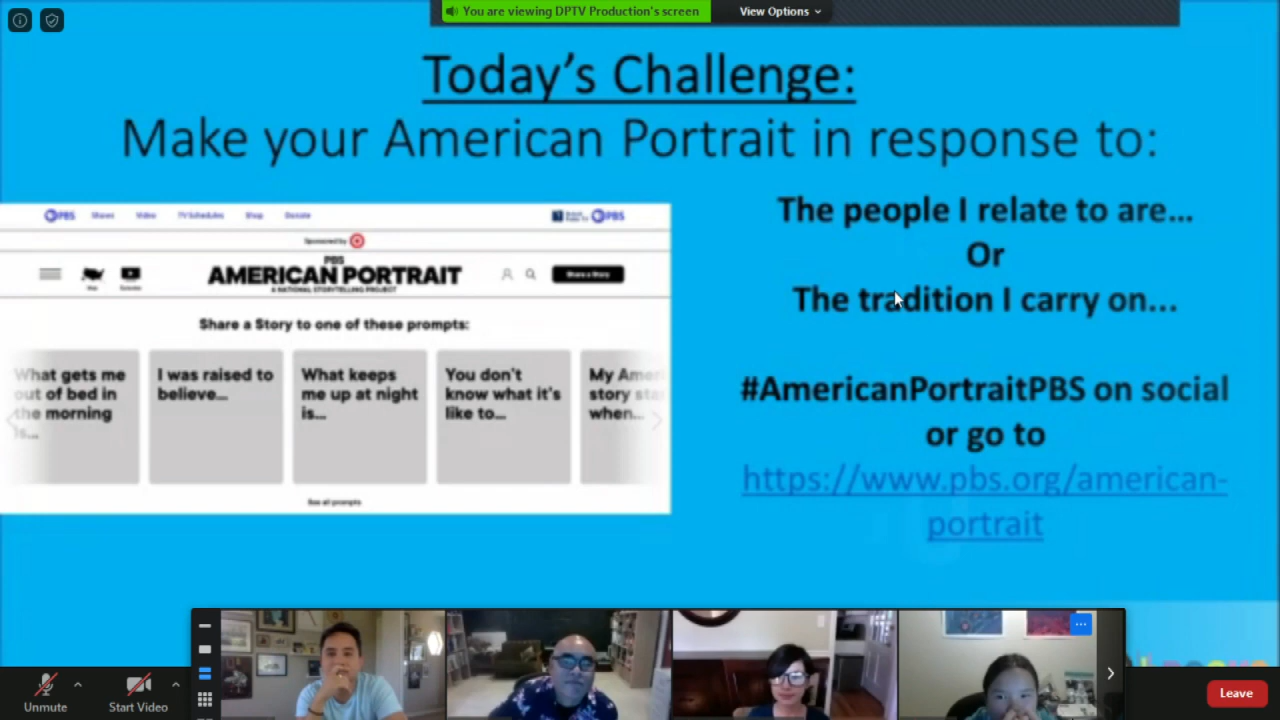 You are viewing DPTV Production's screen
View Options
Today's Challenge:
Make your American Portrait in response to:
PBS Shows Video TV Schedules Shop Donate
PBS
Sponsored by
PBS
AMERICAN PORTRAIT
A NATIONAL STORYTELLING PROJECT
Share a Story
Share a Story to one of these prompts:
What gets me
out of bed in
the morning
is...
I was raised to
believe...
What keeps
me up at night
is...
You don't
know what it's
like to...
My Amer
story sta
when...
See all prompts
The people I relate to are...
Or
The tradition I carry on...
#AmericanPortraitPBS on social
or go to
https://www.pbs.org/american-
portrait
Unmute
Start Video
Leave